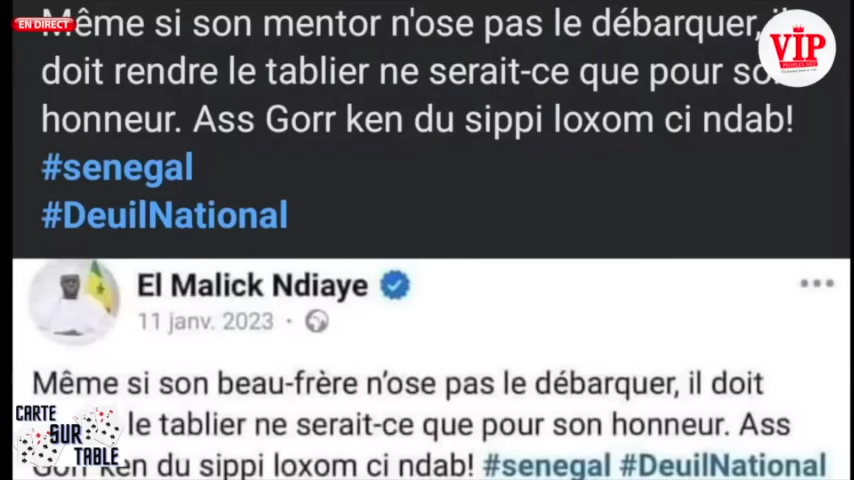 EN DIRECT
Même si son mentor n'ose pas le débarquer,
doit rendre le tablier ne serait-ce que pour
honneur. Ass Gorr ken du sippi loxom ci ndab!
#senegal
#DeuilNational
VIP
El Malick Ndiaye
11 janv. 2023
Même si son beau-frère n'ose pas le débarquer, il doit
le tablier ne serait-ce que pour son honneur. Ass
Gorr ken du sippi loxom ci ndab! #senegal #DeuilNational
CARTE
SUR
TABLE